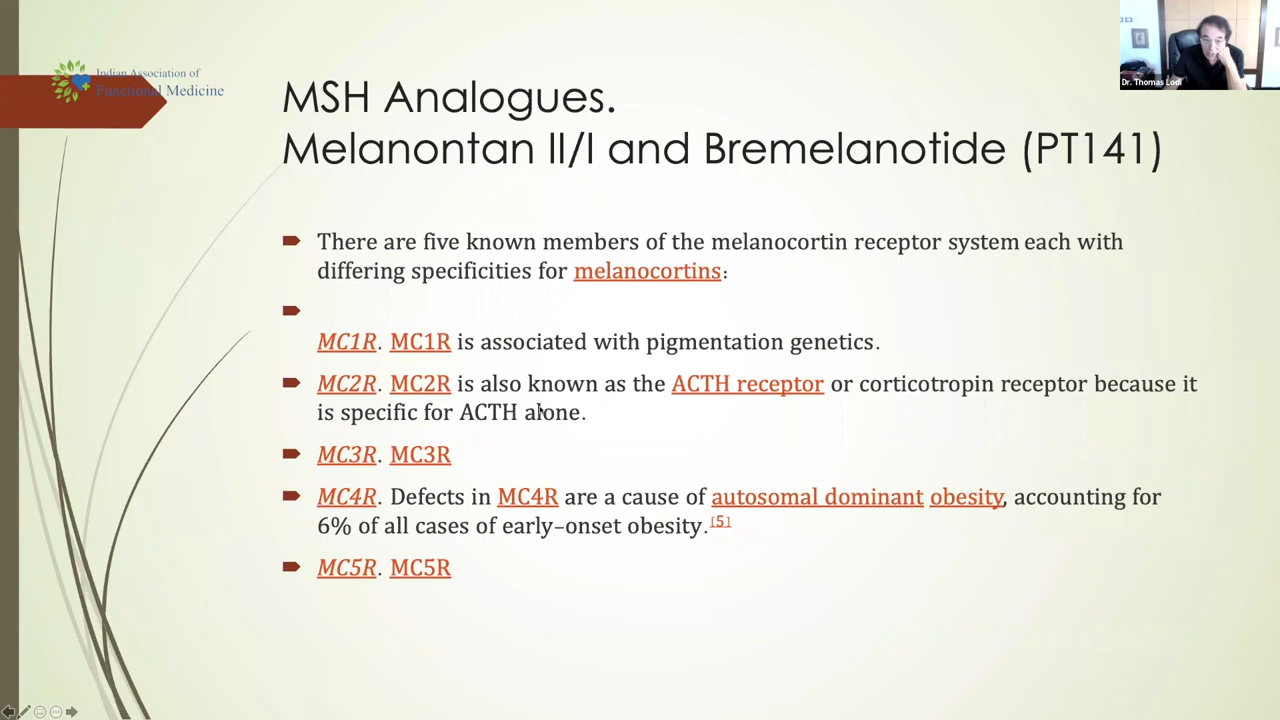 Indian Association of
Functional Medicine
Dr. Thomas Lodi
MSH Analogues.
Melanontan II/I and Bremelanotide (PT141)
There are five known members of the melanocortin receptor system each with
differing specificities for melanocortins:
MC1R. MC1R is associated with pigmentation genetics.
MC2R. MC2R is also known as the ACTH receptor or corticotropin receptor because it
is specific for ACTH alone.
MC3R. MC3R
MC4R. Defects in MC4R are a cause of autosomal dominant obesity, accounting for
6% of all cases of early–onset obesity.[5]
MC5R. MC5R